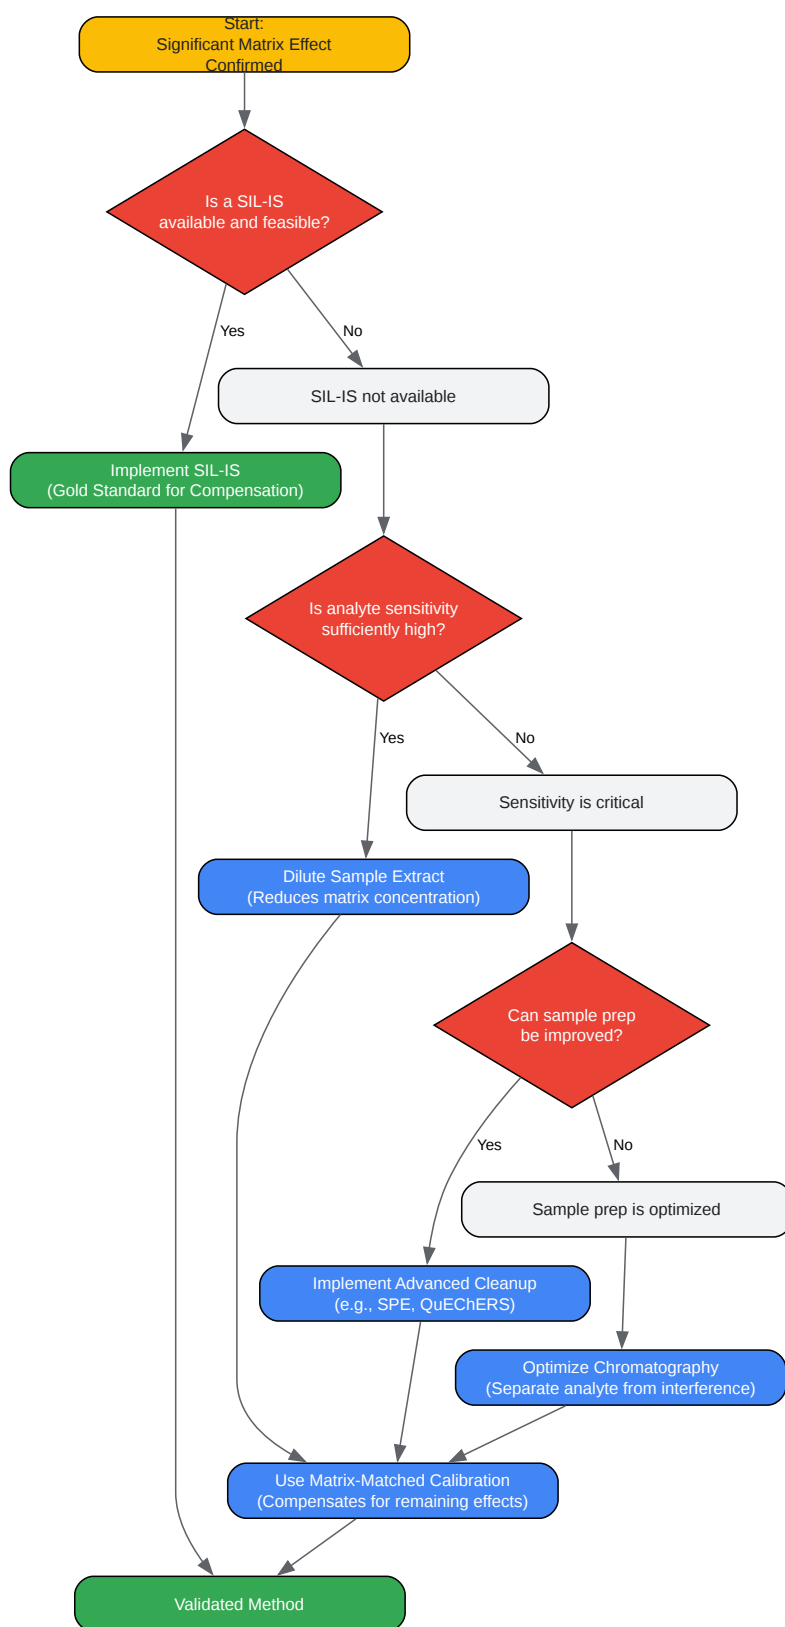 Start:
Significant Matrix Effect
Confirmed
Is a SIL-IS
available and feasible?
Yes
No
SIL-IS not available
Implement SIL-IS
(Gold Standard for Compensation)
Is analyte sensitivity
sufficiently high?
Yes
No
Sensitivity is critical
Dilute Sample Extract
(Reduces matrix concentration)
Can sample prep
be improved?
Yes
No
Sample prep is optimized
Implement Advanced Cleanup
(e.g., SPE, QuEChERS)
Optimize Chromatography
(Separate analyte from interference)
Use Matrix-Matched Calibration
(Compensates for remaining effects)
Validated Method